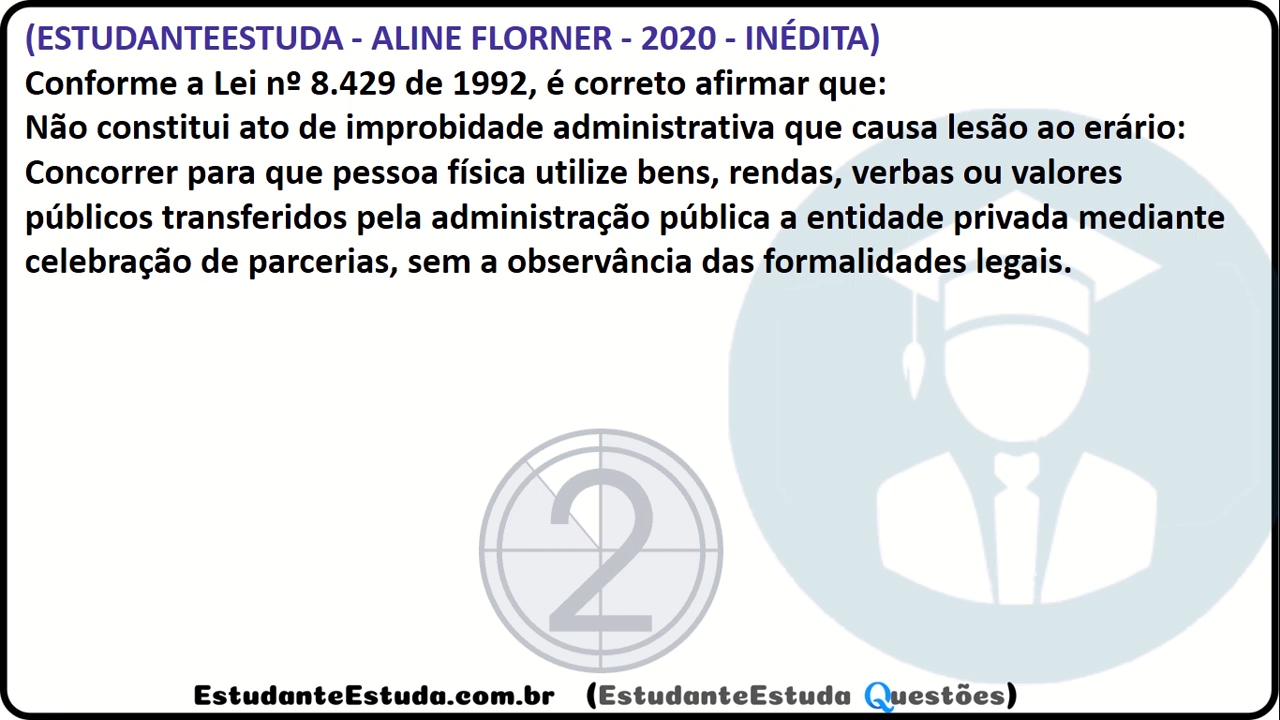 (ESTUDANTEESTUDA - ALINE FLORNER - 2020 - INÉDITA)
Conforme a Lei nº 8.429 de 1992, é correto afirmar que:
Não constitui ato de improbidade administrativa que causa lesão ao erário:
Concorrer para que pessoa física utilize bens, rendas, verbas ou valores
públicos transferidos pela administração pública a entidade privada mediante
celebração de parcerias, sem a observância das formalidades legais.
2
EstudanteEstuda.com.br (EstudanteEstuda Questões)